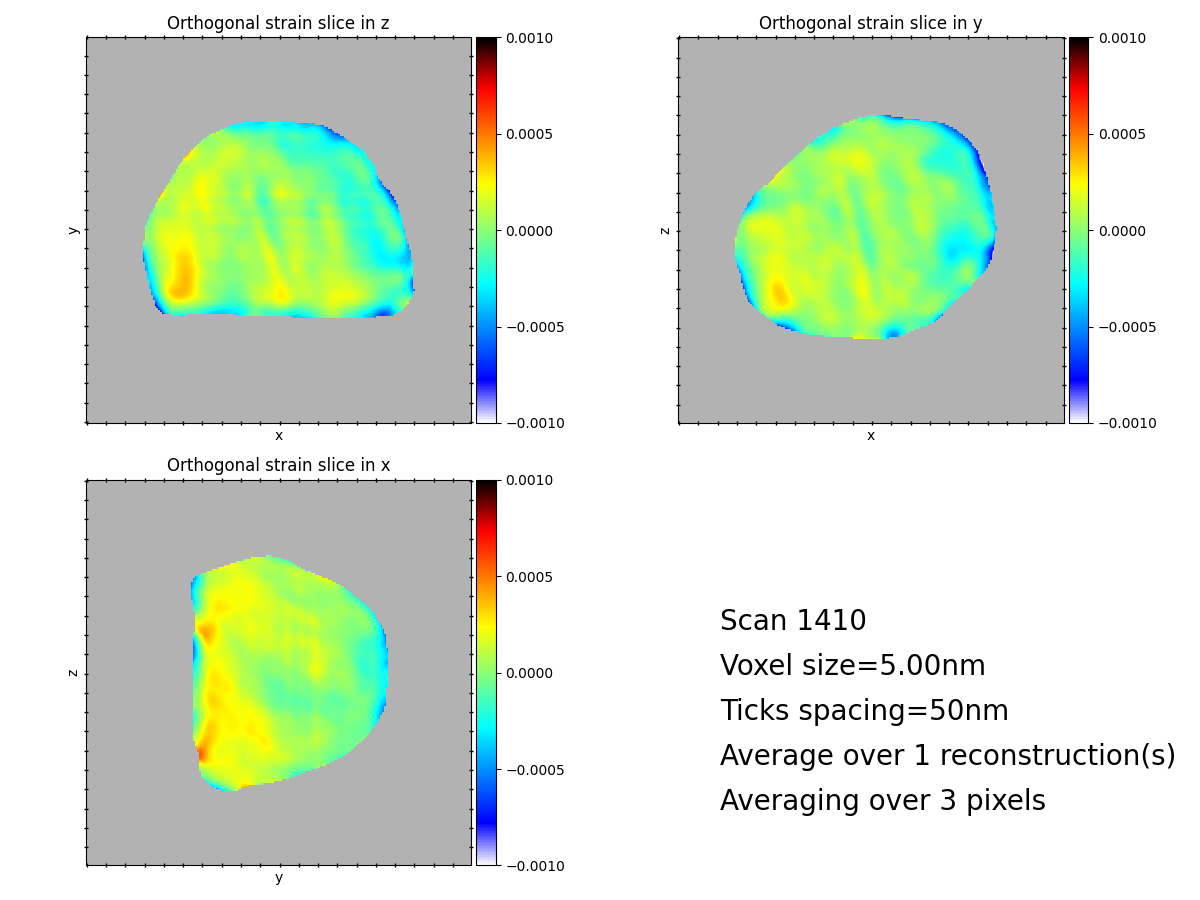 Orthogonal strain slice in z
0.0010
0.0005
0.0000
−0.0005
−0.0010
y
x
Orthogonal strain slice in y
0.0010
0.0005
0.0000
−0.0005
−0.0010
z
x
Orthogonal strain slice in x
0.0010
0.0005
0.0000
−0.0005
−0.0010
z
y
Scan 1410
Voxel size=5.00nm
Ticks spacing=50nm
Average over 1 reconstruction(s)
Averaging over 3 pixels